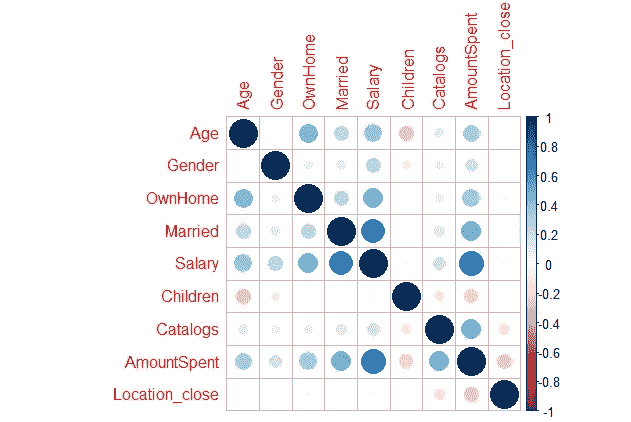 Age
Gender
OwnHome
Married
Salary
Children
Catalogs
AmountSpent
Location_close
Age
Gender
OwnHome
Married
Salary
Children
Catalogs
AmountSpent
Location_close
1
0.8
0.6
0.4
0.2
0
-0.2
-0.4
-0.6
-0.8
-1